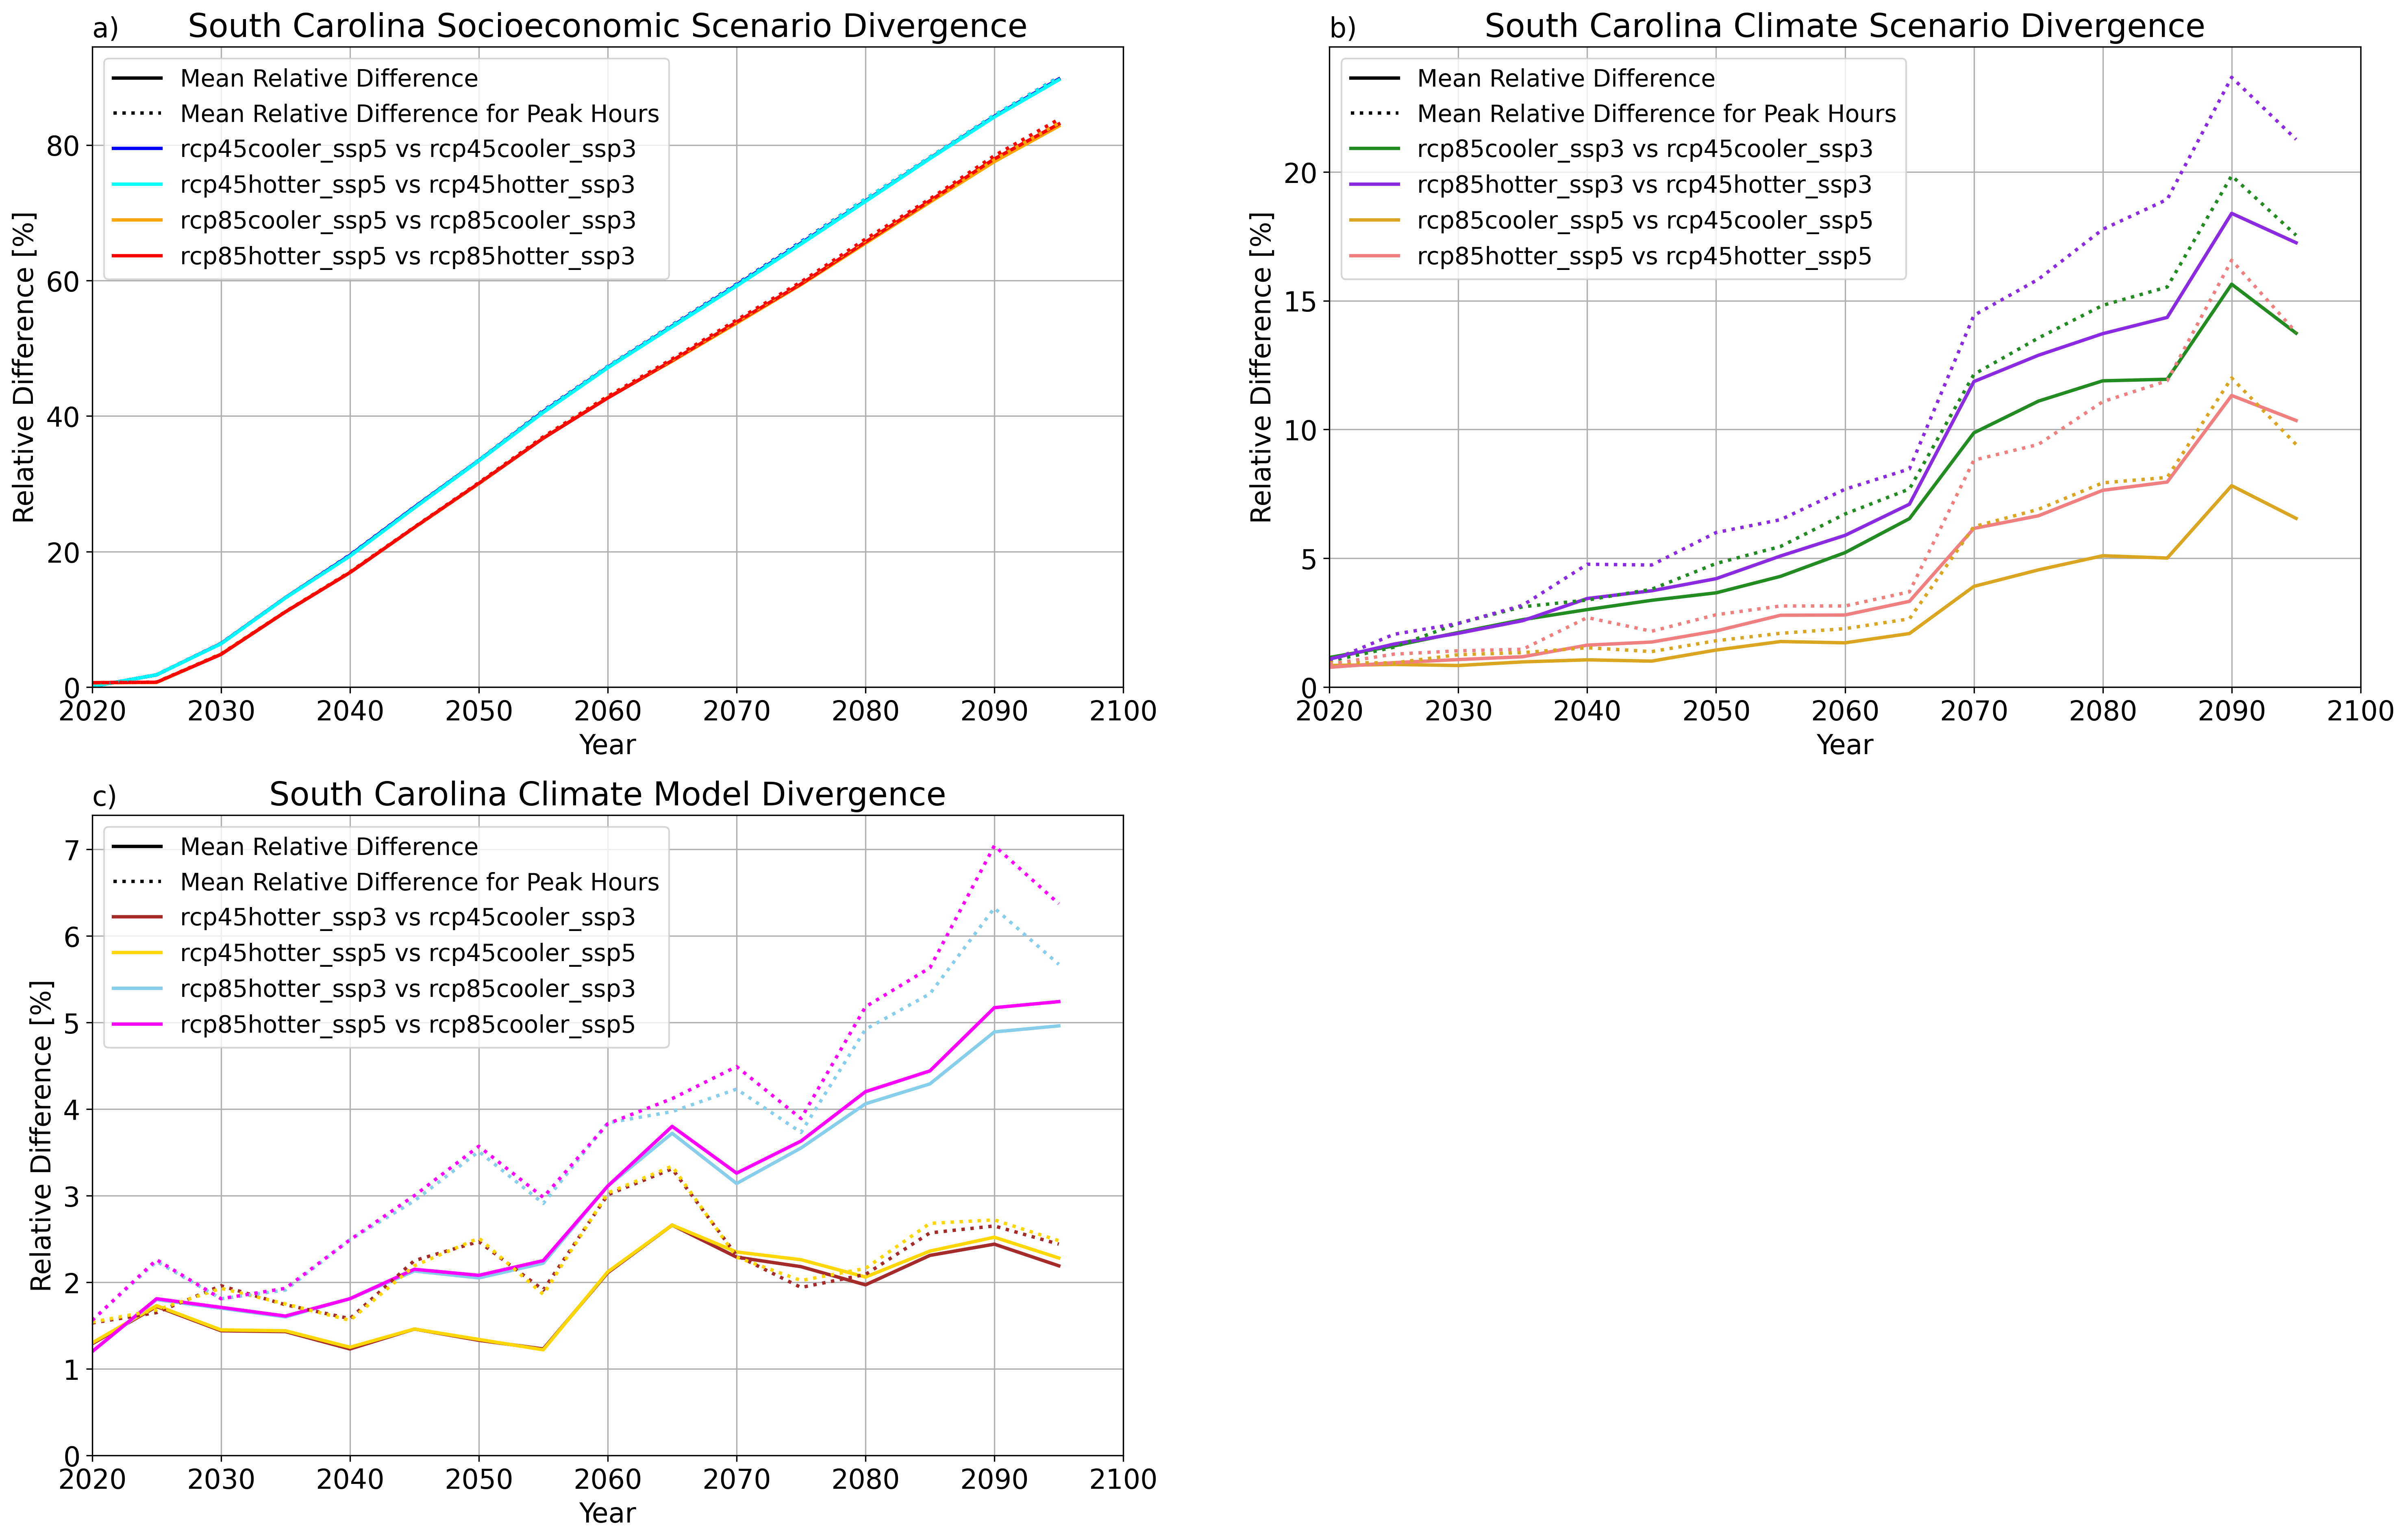 a) South Carolina Socioeconomic Scenario Divergence
Mean Relative Difference
Mean Relative Difference for Peak Hours
rcp45cooler_ssp5 vs rcp45cooler_ssp3
rcp45hotter_ssp5 vs rcp45hotter_ssp3
rcp85cooler_ssp5 vs rcp85cooler_ssp3
rcp85hotter_ssp5 vs rcp85hotter_ssp3
Relative Difference [%]
80
60
40
20
0
2020 2030 2040 2050 2060 2070 2080 2090 2100
Year
b) South Carolina Climate Scenario Divergence
Mean Relative Difference
Mean Relative Difference for Peak Hours
rcp85cooler_ssp3 vs rcp45cooler_ssp3
rcp85hotter_ssp3 vs rcp45hotter_ssp3
rcp85cooler_ssp5 vs rcp45cooler_ssp5
rcp85hotter_ssp5 vs rcp45hotter_ssp5
Relative Difference [%]
20
15
10
5
0
2020 2030 2040 2050 2060 2070 2080 2090 2100
Year
c) South Carolina Climate Model Divergence
Mean Relative Difference
Mean Relative Difference for Peak Hours
rcp45hotter_ssp3 vs rcp45cooler_ssp3
rcp45hotter_ssp5 vs rcp45cooler_ssp5
rcp85hotter_ssp3 vs rcp85cooler_ssp3
rcp85hotter_ssp5 vs rcp85cooler_ssp5
Relative Difference [%]
7
6
5
4
3
2
1
0
2020 2030 2040 2050 2060 2070 2080 2090 2100
Year